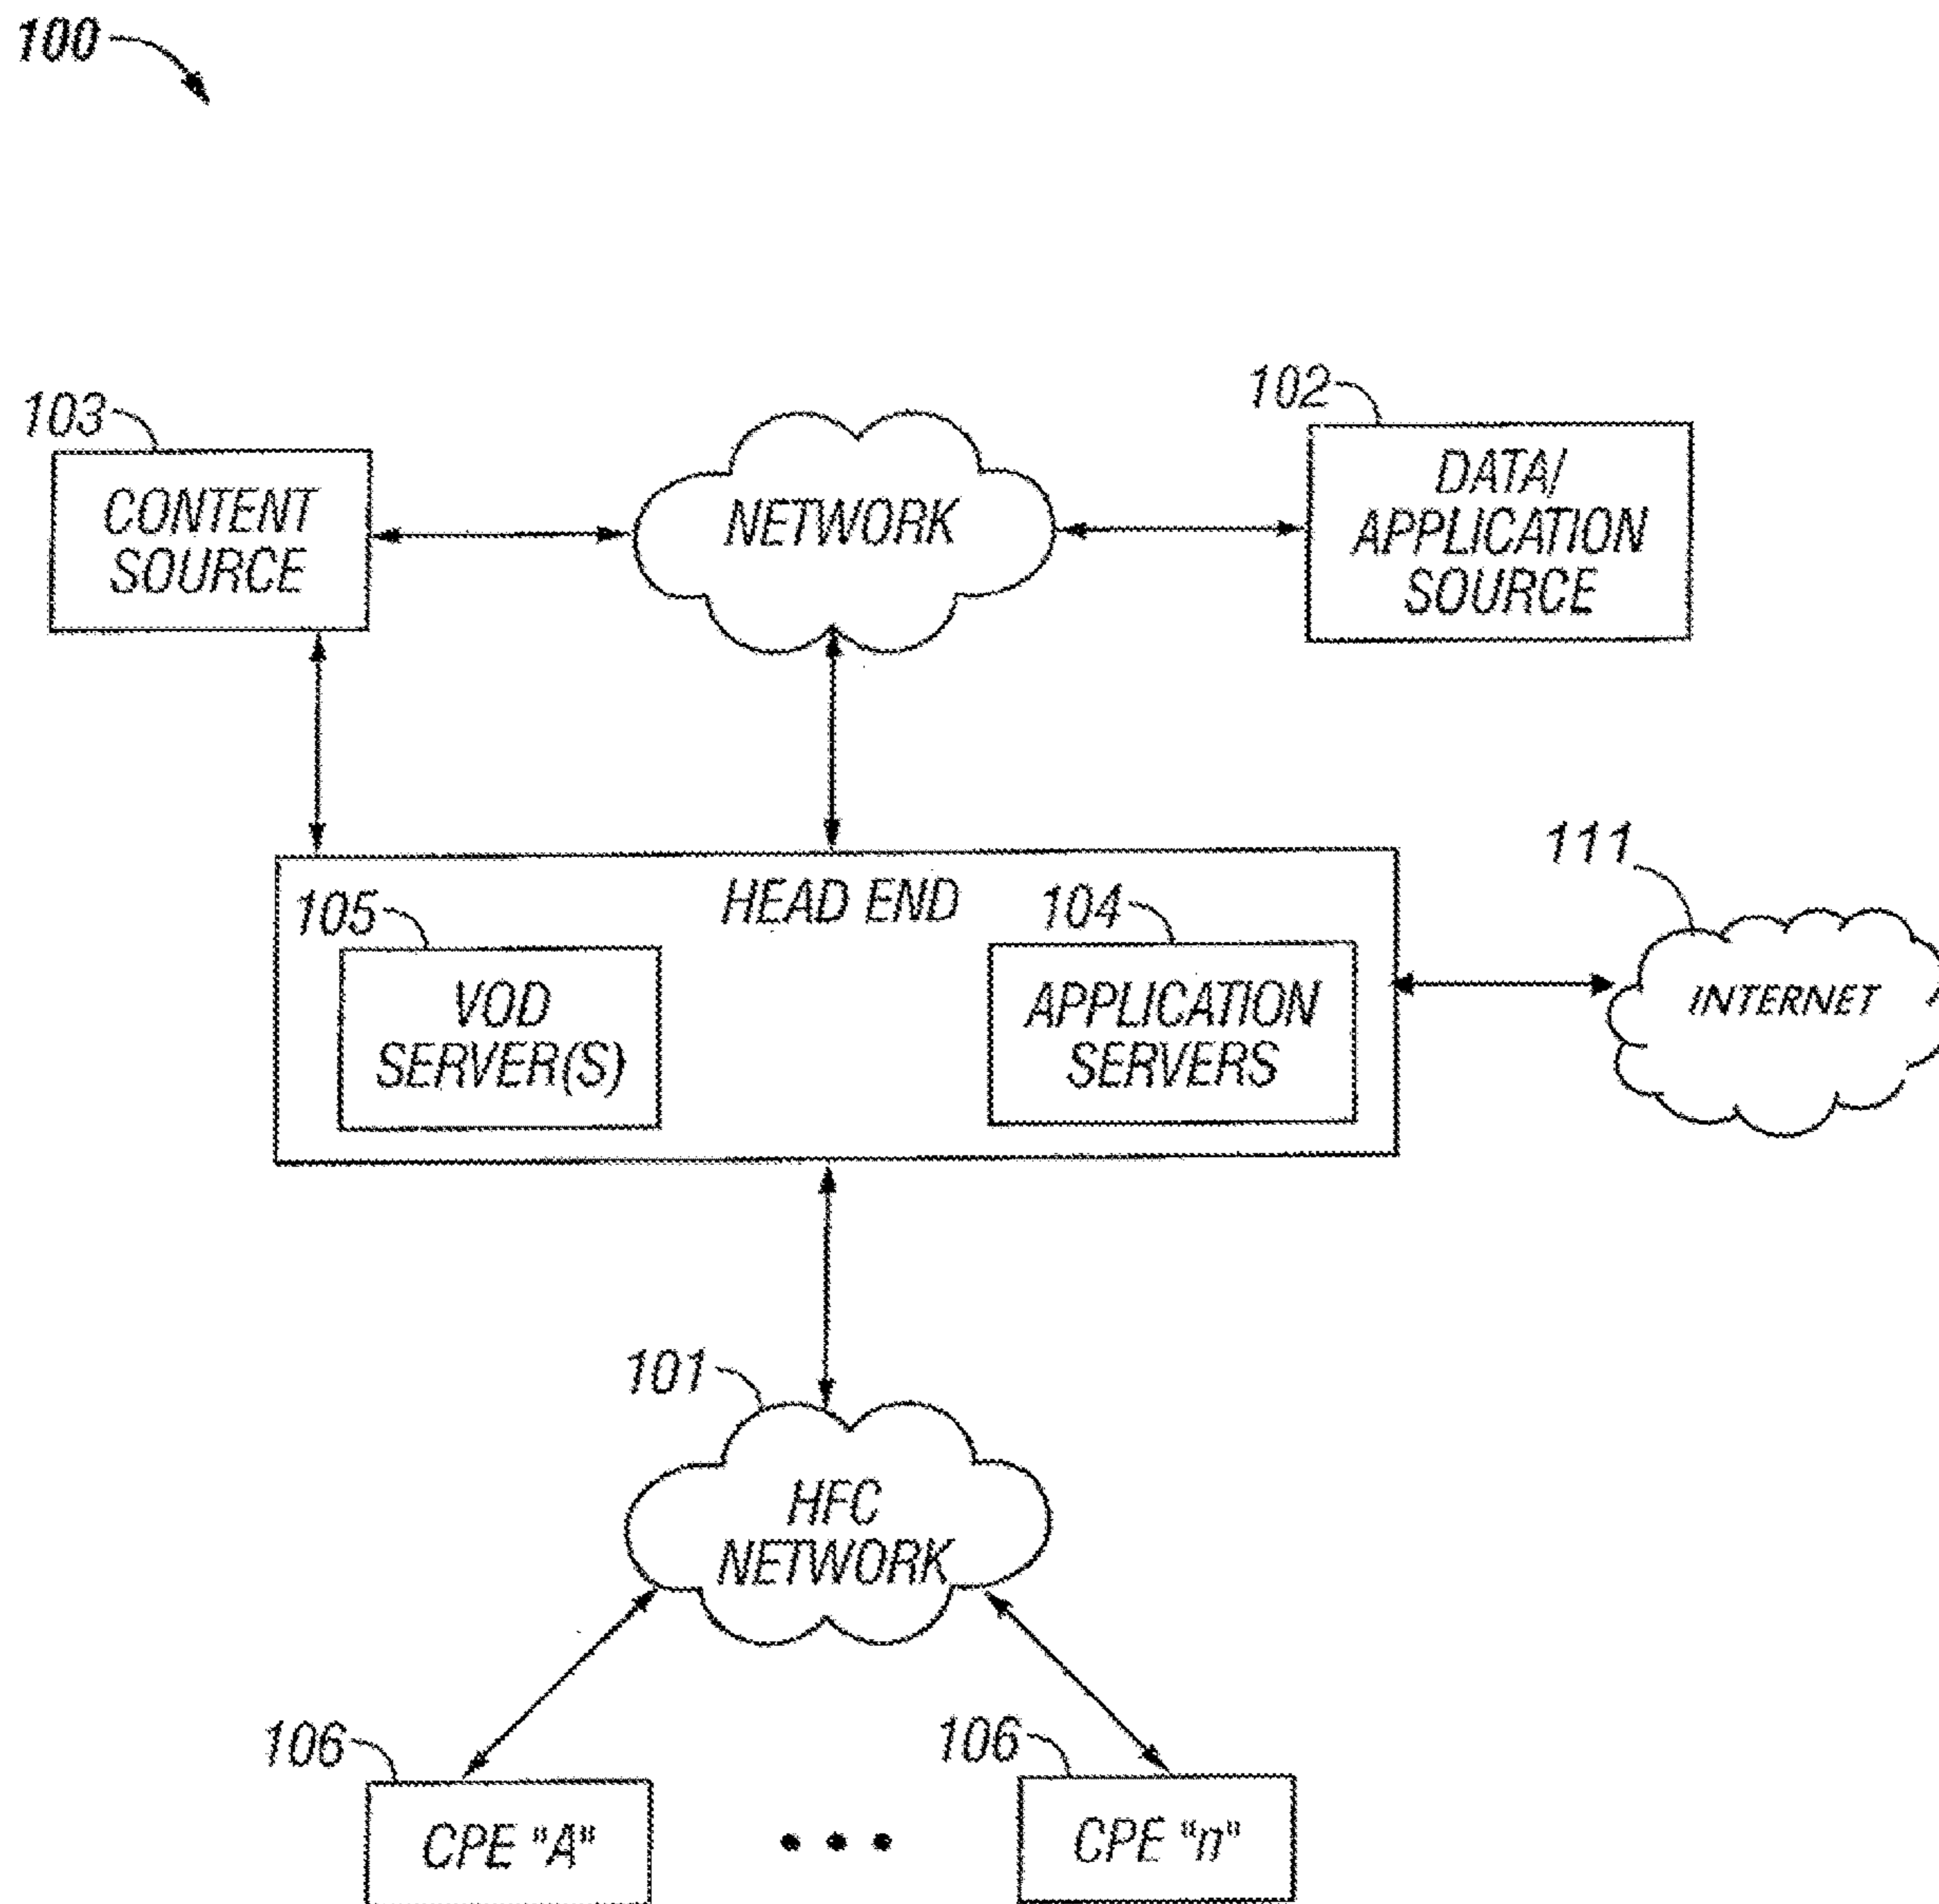 100
103
CONTENT
SOURCE
NETWORK
102
DATA/
APPLICATION
SOURCE
HEAD END
105
VOD
SERVER(S)
104
APPLICATION
SERVERS
111
INTERNET
101
HFC
NETWORK
106
CPE "A"
106
CPE "n"